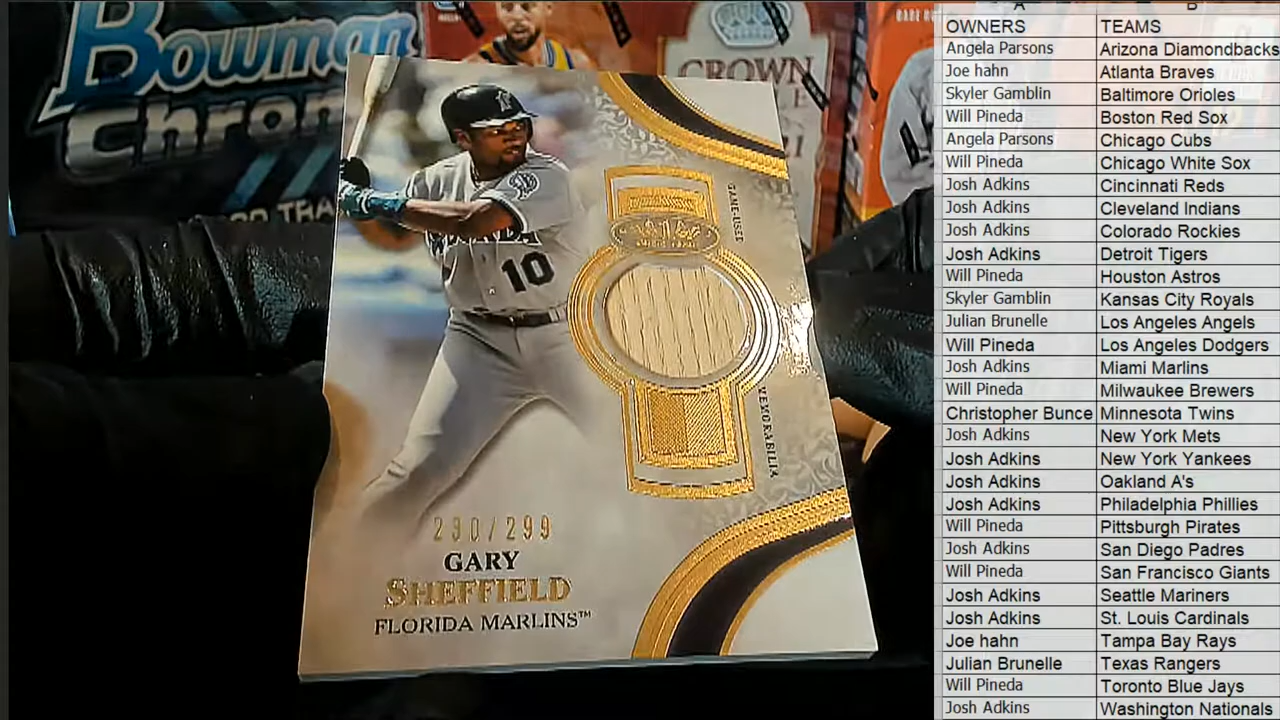 Bowman
Chrom
CROWN
10
GAME-USED
MEMORABILIA
290/299
GARY
SHEFFIELD
FLORIDA MARLINS™
A B
OWNERS TEAMS
Angela Parsons Arizona Diamondbacks
Joe hahn Atlanta Braves
Skyler Gamblin Baltimore Orioles
Will Pineda Boston Red Sox
Angela Parsons Chicago Cubs
Will Pineda Chicago White Sox
Josh Adkins Cincinnati Reds
Josh Adkins Cleveland Indians
Josh Adkins Colorado Rockies
Josh Adkins Detroit Tigers
Will Pineda Houston Astros
Skyler Gamblin Kansas City Royals
Julian Brunelle Los Angeles Angels
Will Pineda Los Angeles Dodgers
Josh Adkins Miami Marlins
Will Pineda Milwaukee Brewers
Christopher Bunce Minnesota Twins
Josh Adkins New York Mets
Josh Adkins New York Yankees
Josh Adkins Oakland A's
Josh Adkins Philadelphia Phillies
Will Pineda Pittsburgh Pirates
Josh Adkins San Diego Padres
Will Pineda San Francisco Giants
Josh Adkins Seattle Mariners
Josh Adkins St. Louis Cardinals
Joe hahn Tampa Bay Rays
Julian Brunelle Texas Rangers
Will Pineda Toronto Blue Jays
Josh Adkins Washington Nationals